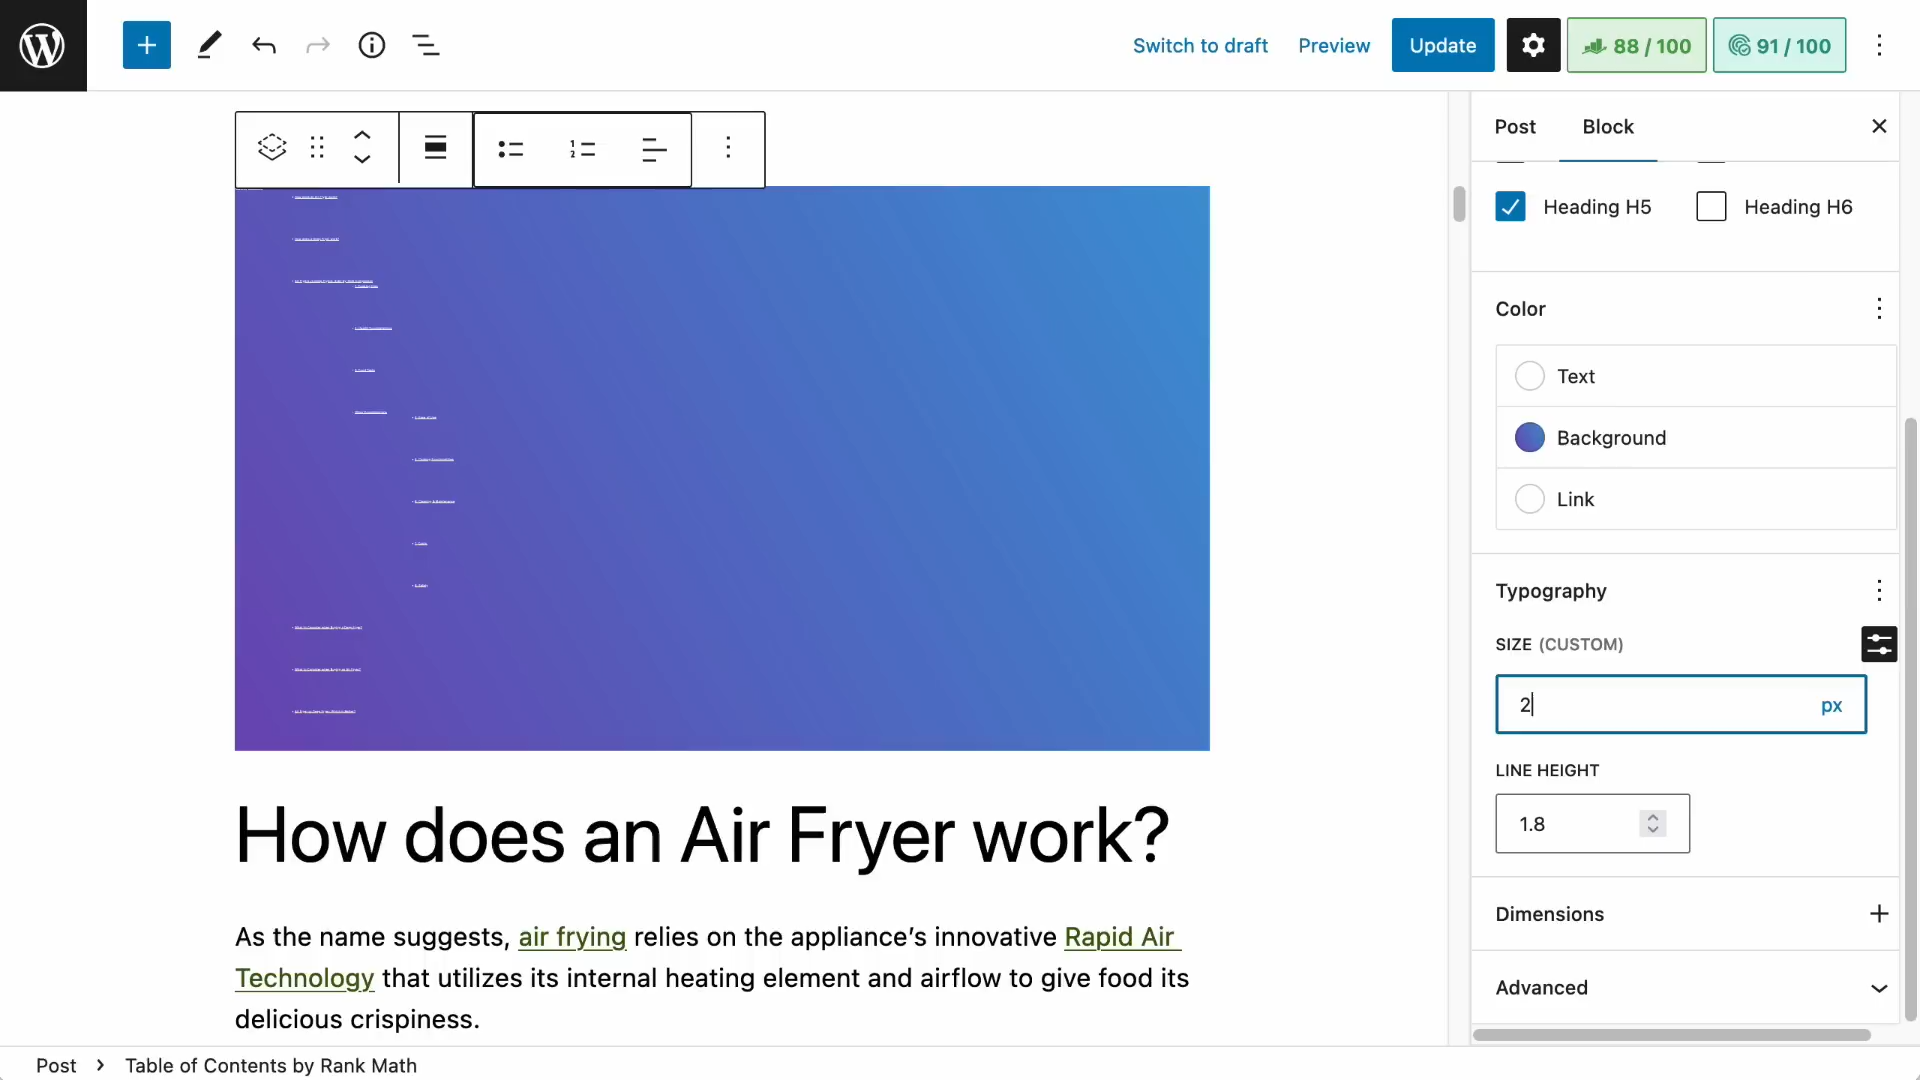 Switch to draft
Preview
Update
88 / 100
91 / 100
Post
Block
Heading H5
Heading H6
Color
Text
Background
Link
Typography
SIZE (CUSTOM)
2
px
LINE HEIGHT
1.8
Dimensions
Advanced
How does an Air Fryer work?
As the name suggests, air frying relies on the appliance’s innovative Rapid Air
Technology that utilizes its internal heating element and airflow to give food its
delicious crispiness.
Post
Table of Contents by Rank Math